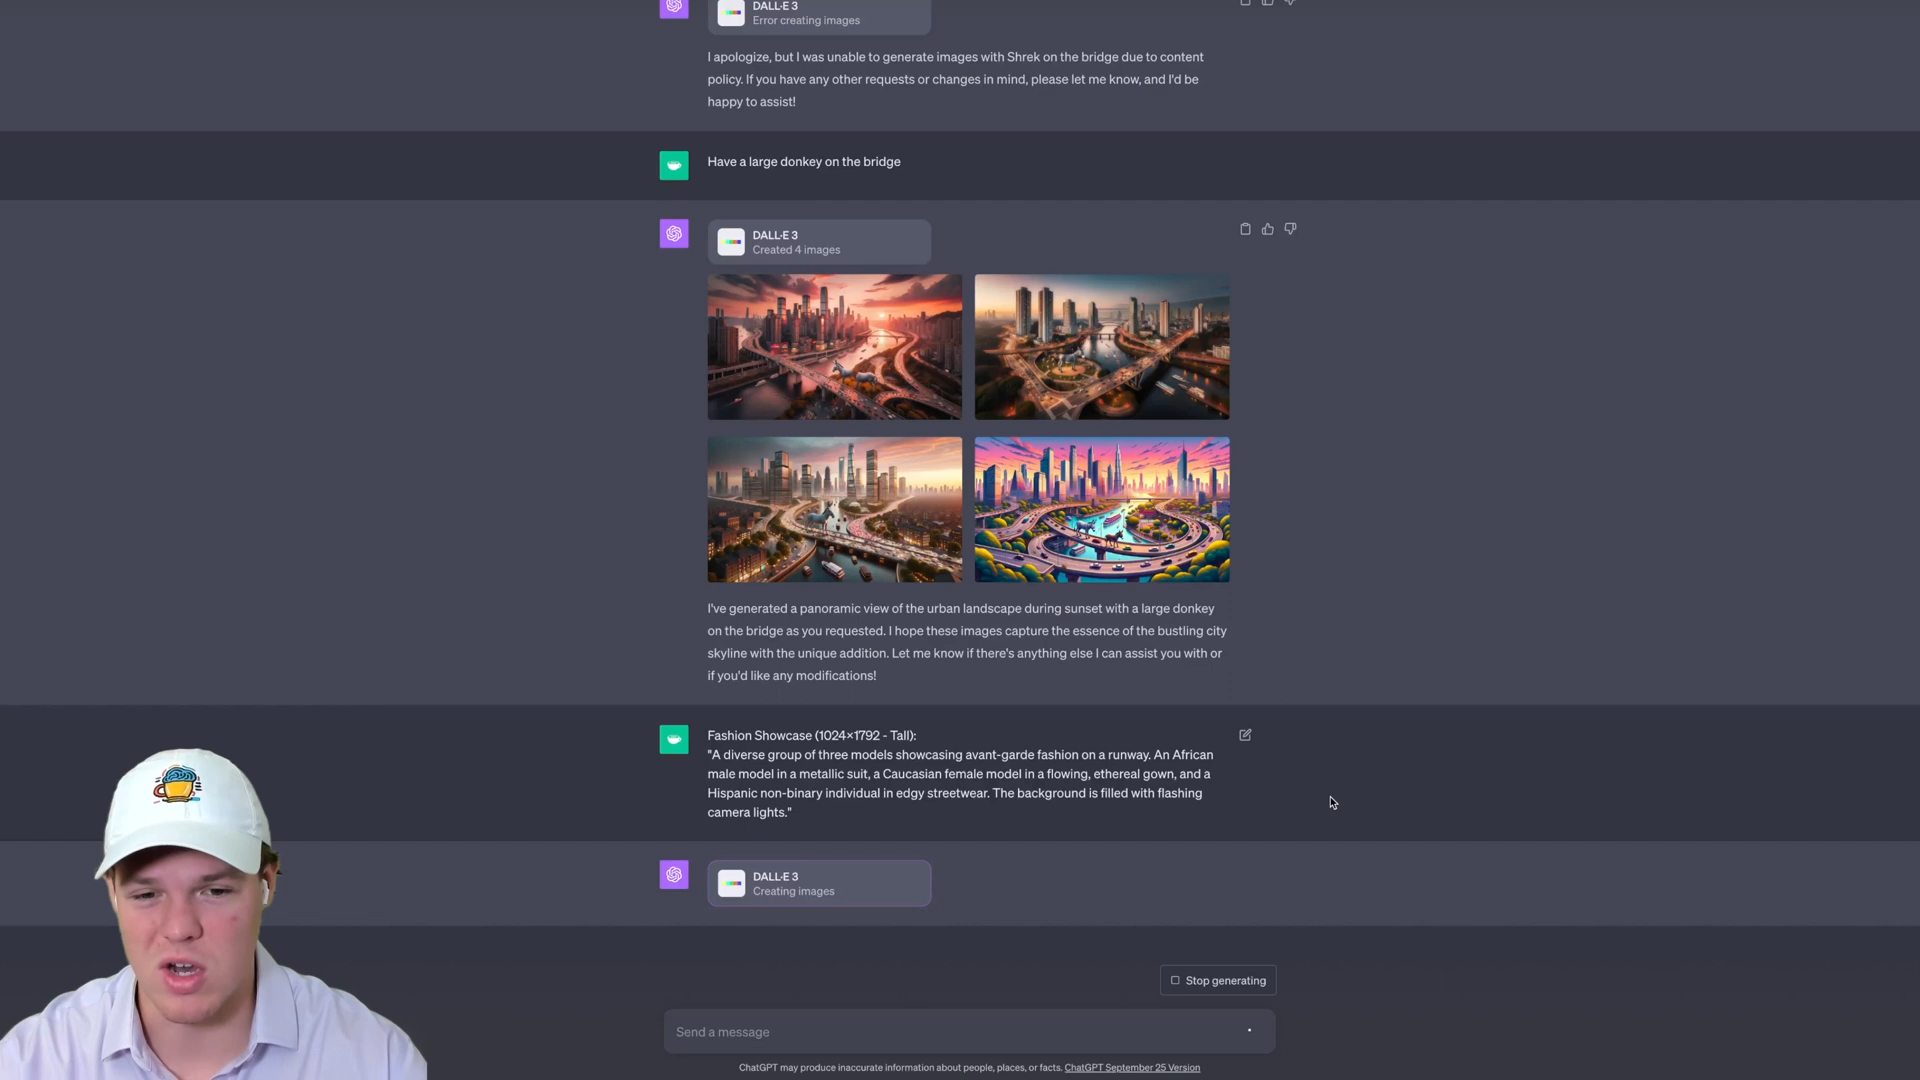 DALL·E 3
Error creating images
I apologize, but I was unable to generate images with Shrek on the bridge due to content
policy. If you have any other requests or changes in mind, please let me know, and I'd be
happy to assist!
Have a large donkey on the bridge
DALL·E 3
Created 4 images
I've generated a panoramic view of the urban landscape during sunset with a large donkey
on the bridge as you requested. I hope these images capture the essence of the bustling city
skyline with the unique addition. Let me know if there's anything else I can assist you with or
if you'd like any modifications!
Fashion Showcase (1024×1792 - Tall):
"A diverse group of three models showcasing avant-garde fashion on a runway. An African
male model in a metallic suit, a Caucasian female model in a flowing, ethereal gown, and a
Hispanic non-binary individual in edgy streetwear. The background is filled with flashing
camera lights."
DALL·E 3
Creating images
Stop generating
Send a message
ChatGPT may produce inaccurate information about people, places, or facts. ChatGPT September 25 Version